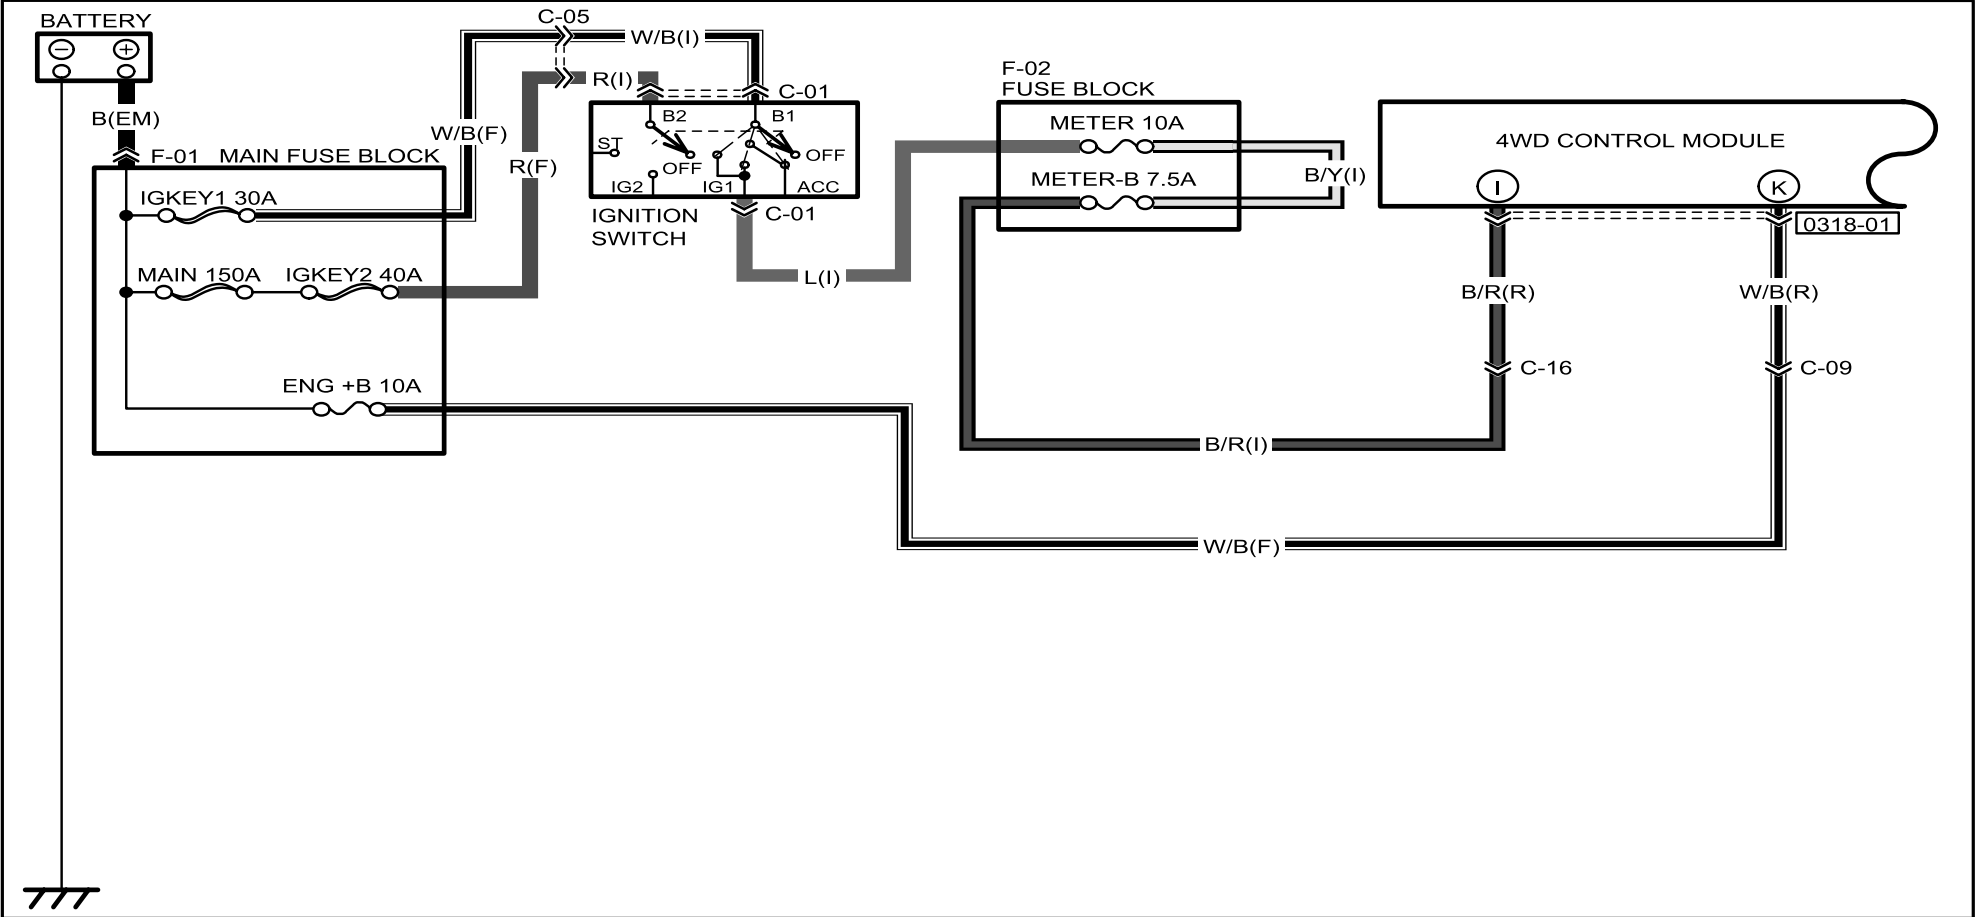 BATTERY
C-05
W/B(I)
− +
R(I)
F-02
FUSE BLOCK
C-01
B(EM)
W/B(F)
B2
B1
METER 10A
4WD CONTROL MODULE
ST
OFF
OFF
F-01 MAIN FUSE BLOCK
R(F)
IG2
IG1
ACC
METER-B 7.5A
B/Y(I)
I
K
IGKEY1 30A
IGNITION
SWITCH
C-01
0318-01
MAIN 150A
IGKEY2 40A
L(I)
B/R(R)
W/B(R)
C-16
C-09
ENG +B 10A
B/R(I)
W/B(F)